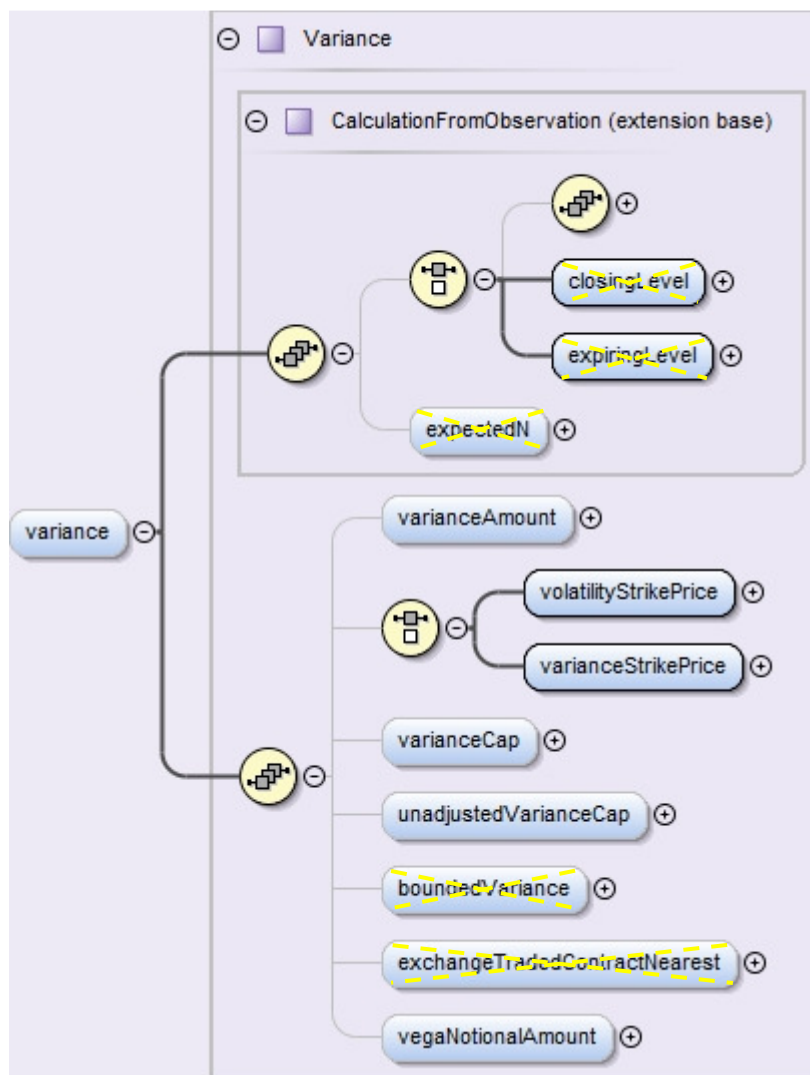 Variance
CalculationFromObservation (extension base)
closingLevel
expiringLevel
expectedN
variance
varianceAmount
volatilityStrikePrice
varianceStrikePrice
varianceCap
unadjustedVarianceCap
boundedVariance
exchangeTradedContractNearest
vegaNotionalAmount